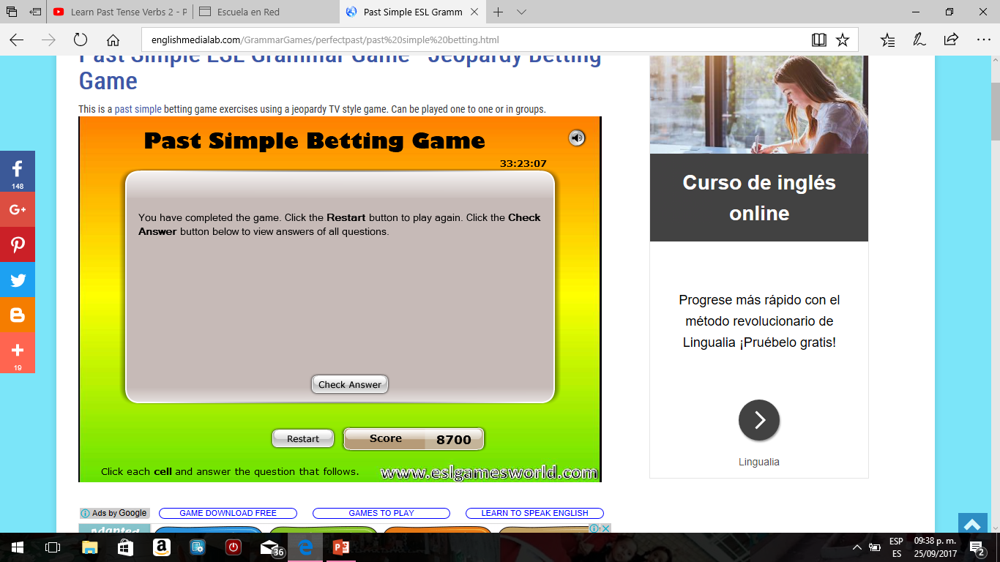 Learn Past Tense Verbs 2 - P
Escuela en Red
Past Simple ESL Gramm
englishmedialab.com/GrammarGames/perfectpast/past%20simple%20betting.html
Past Simple ESL Grammar Game - Jeopardy Betting
Game
This is a past simple betting game exercises using a jeopardy TV style game. Can be played one to one or in groups.
Past Simple Betting Game
33:23:07
You have completed the game. Click the Restart button to play again. Click the Check
Answer button below to view answers of all questions.
Check Answer
Restart
Score
8700
Click each cell and answer the question that follows.
www.eslgamesworld.com
148
G+
19
Curso de inglés
online
Progrese más rápido con el
método revolucionario de
Lingualia ¡Pruébelo gratis!
Lingualia
Ads by Google
GAME DOWNLOAD FREE
GAMES TO PLAY
LEARN TO SPEAK ENGLISH
Adapted
36
ESP
ES
09:38 p. m.
25/09/2017
2